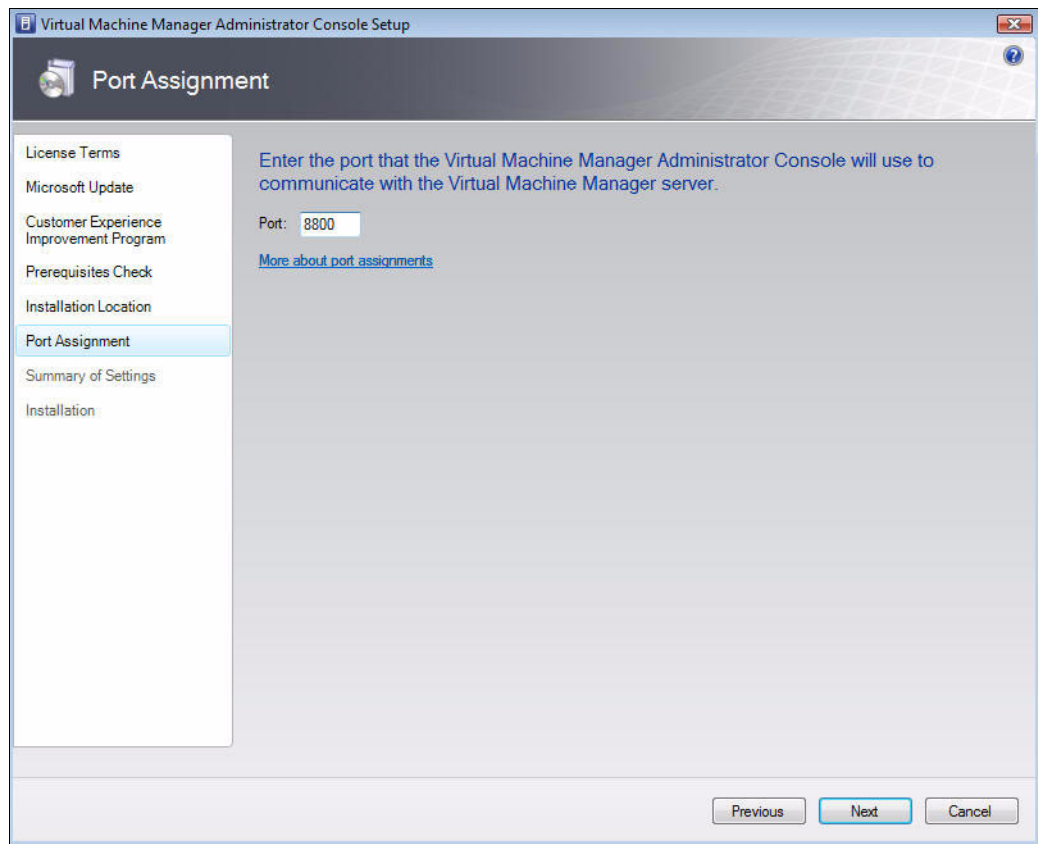 Virtual Machine Manager Administrator Console Setup
Port Assignment
License Terms
Microsoft Update
Customer Experience
Improvement Program
Prerequisites Check
Installation Location
Port Assignment
Summary of Settings
Installation
Enter the port that the Virtual Machine Manager Administrator Console will use to
communicate with the Virtual Machine Manager server.
Port: 8800
More about port assignments
Previous Next Cancel